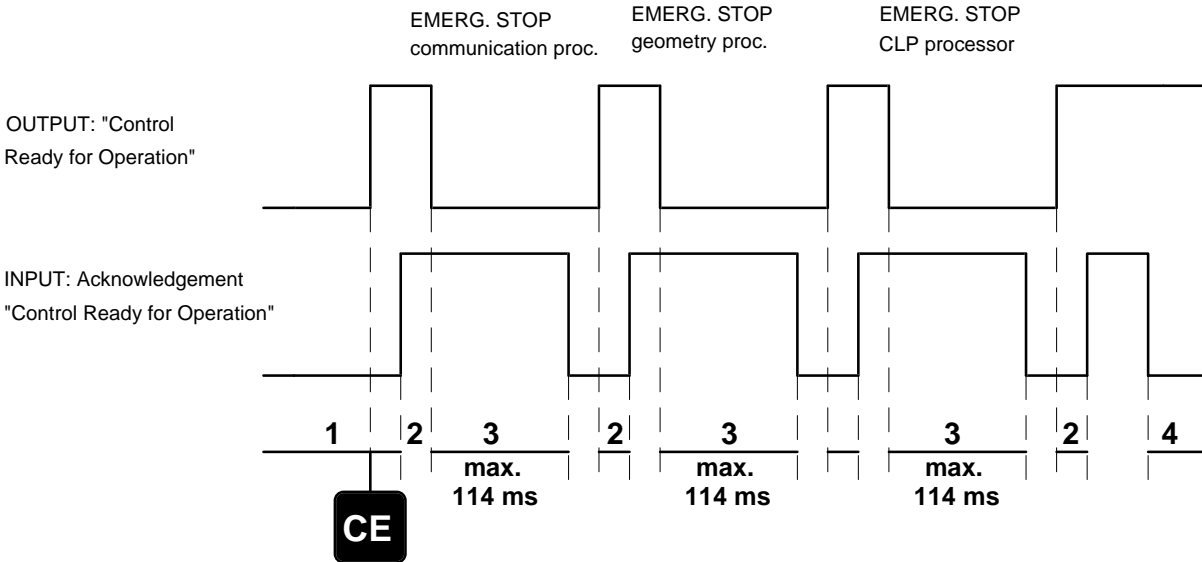 EMERG. STOP
communication proc.
EMERG. STOP
geometry proc.
EMERG. STOP
CLP processor
OUTPUT: "Control
Ready for Operation"
INPUT: Acknowledgement
"Control Ready for Operation"
1 2 3 2 3 3 2 4
max. max. max.
114 ms 114 ms 114 ms
CE